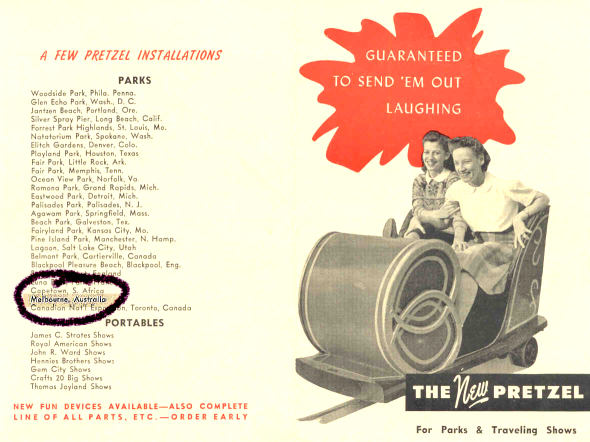 A FEW PRETZEL INSTALLATIONS
PARKS
Woodside Park, Phila. Penna.
Glen Echo Park, Wash., D. C.
Jantzen Beach, Portland, Ore.
Silver Spray Pier, Long Beach, Calif.
Forrest Park Highlands, St. Louis, Mo.
Natatorium Park, Spokane, Wash.
Elitch Gardens, Denver, Colo.
Playland Park, Houston, Texas
Fair Park, Little Rock, Ark.
Fair Park, Memphis, Tenn.
Ocean View Park, Norfolk, Va.
Ramona Park, Grand Rapids, Mich.
Eastwood Park, Detroit, Mich.
Palisades Park, Palisades, N. J.
Agawam Park, Springfield, Mass.
Beach Park, Galveston, Tex.
Fairyland Park, Kansas City, Mo.
Pine Island Park, Manchester, N. Hamp.
Lagoon, Salt Lake City, Utah
Belmont Park, Cartierville, Canada
Blackpool Pleasure Beach, Blackpool, Eng.
England
Capetown, S. Africa
Melbourne, Australia
Canadian Nat'l Toronto, Canada
PORTABLES
James C. Strates Shows
Royal American Shows
John R. Ward Shows
Hennies Brothers Shows
Gem City Shows
Crafts 20 Big Shows
Thomas Joyland Shows
NEW FUN DEVICES AVAILABLE—ALSO COMPLETE
LINE OF ALL PARTS, ETC.—ORDER EARLY
GUARANTEED
TO SEND 'EM OUT
LAUGHING
THE New PRETZEL
For Parks & Traveling Shows